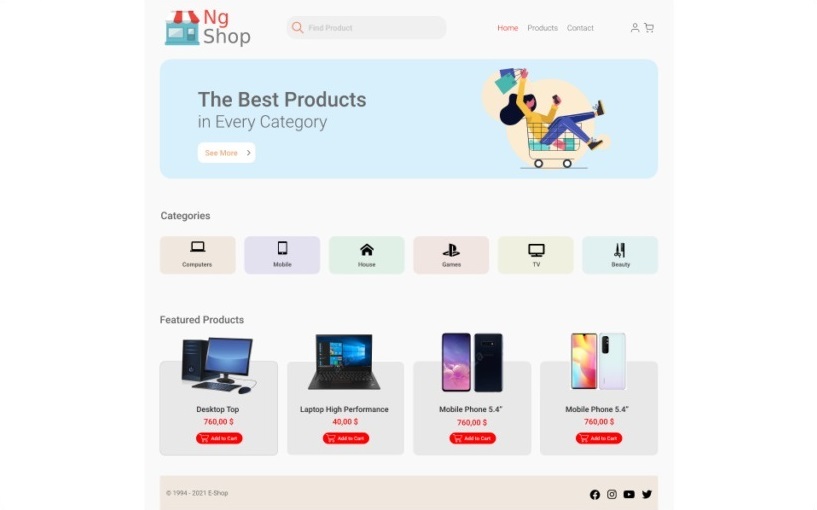 Ng
Shop
Find Product
Home Products Contact
The Best Products
in Every Category
See More
Categories
Computers Mobile House Games TV Beauty
Featured Products
Desktop Top Laptop High Performance Mobile Phone 5.4" Mobile Phone 5.4"
760,00 $ 40,00 $ 760,00 $ 760,00 $
Add to Cart Add to Cart Add to Cart Add to Cart
© 1994 - 2021 E-Shop